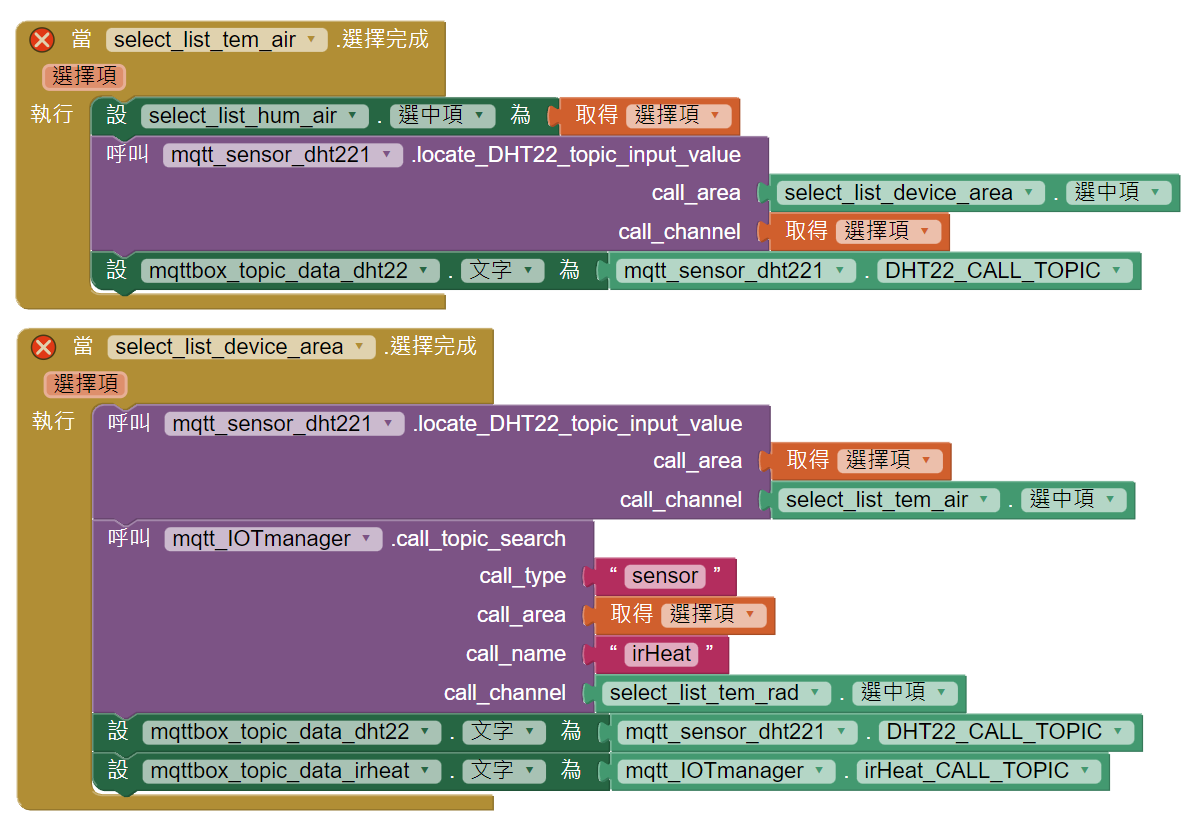 當 select_list_tem_air .選擇完成
選擇項
執行 設 select_list_hum_air . 選中項 為 取得 選擇項
呼叫 mqtt_sensor_dht221 .locate_DHT22_topic_input_value
call_area select_list_device_area . 選中項
call_channel 取得 選擇項
設 mqttbox_topic_data_dht22 . 文字 為 mqtt_sensor_dht221 . DHT22_CALL_TOPIC
當 select_list_device_area .選擇完成
選擇項
執行 呼叫 mqtt_sensor_dht221 .locate_DHT22_topic_input_value
call_area 取得 選擇項
call_channel select_list_tem_air . 選中項
呼叫 mqtt_IOTmanager .call_topic_search
call_type “ sensor ”
call_area 取得 選擇項
call_name “ irHeat ”
call_channel select_list_tem_rad . 選中項
設 mqttbox_topic_data_dht22 . 文字 為 mqtt_sensor_dht221 . DHT22_CALL_TOPIC
設 mqttbox_topic_data_irheat . 文字 為 mqtt_IOTmanager . irHeat_CALL_TOPIC